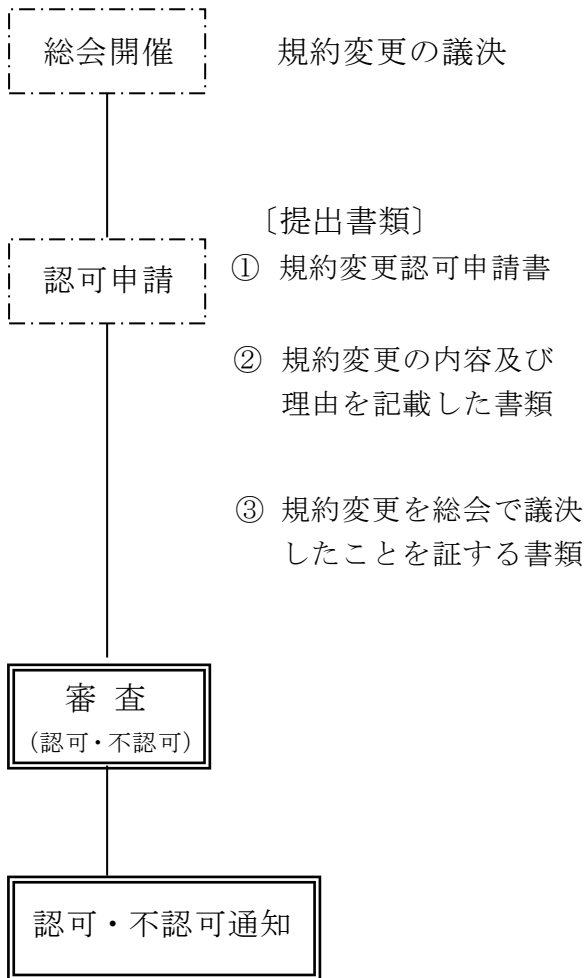 総会開催 規約変更の議決
〔提出書類〕
認可申請 ① 規約変更認可申請書
② 規約変更の内容及び
理由を記載した書類
③ 規約変更を総会で議決
したことを証する書類
審 査
(認可・不認可)
認可・不認可通知